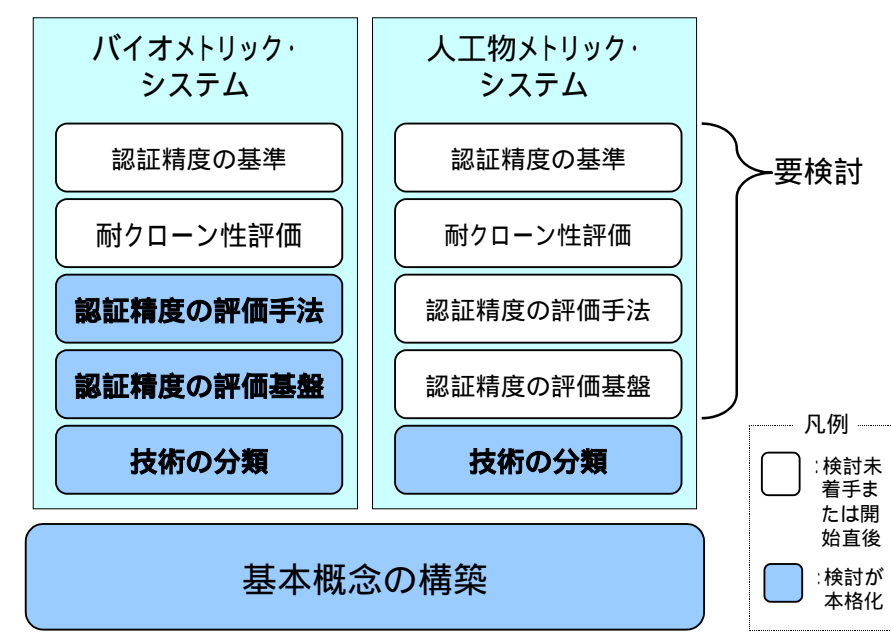 バイオメトリック・
システム
認証精度の基準
耐クローン性評価
認証精度の評価手法
認証精度の評価基盤
技術の分類
人工物メトリック・
システム
認証精度の基準
耐クローン性評価
認証精度の評価手法
認証精度の評価基盤
技術の分類
要検討
基本概念の構築
凡例
:検討未
着手ま
たは開
始直後
:検討が
本格化